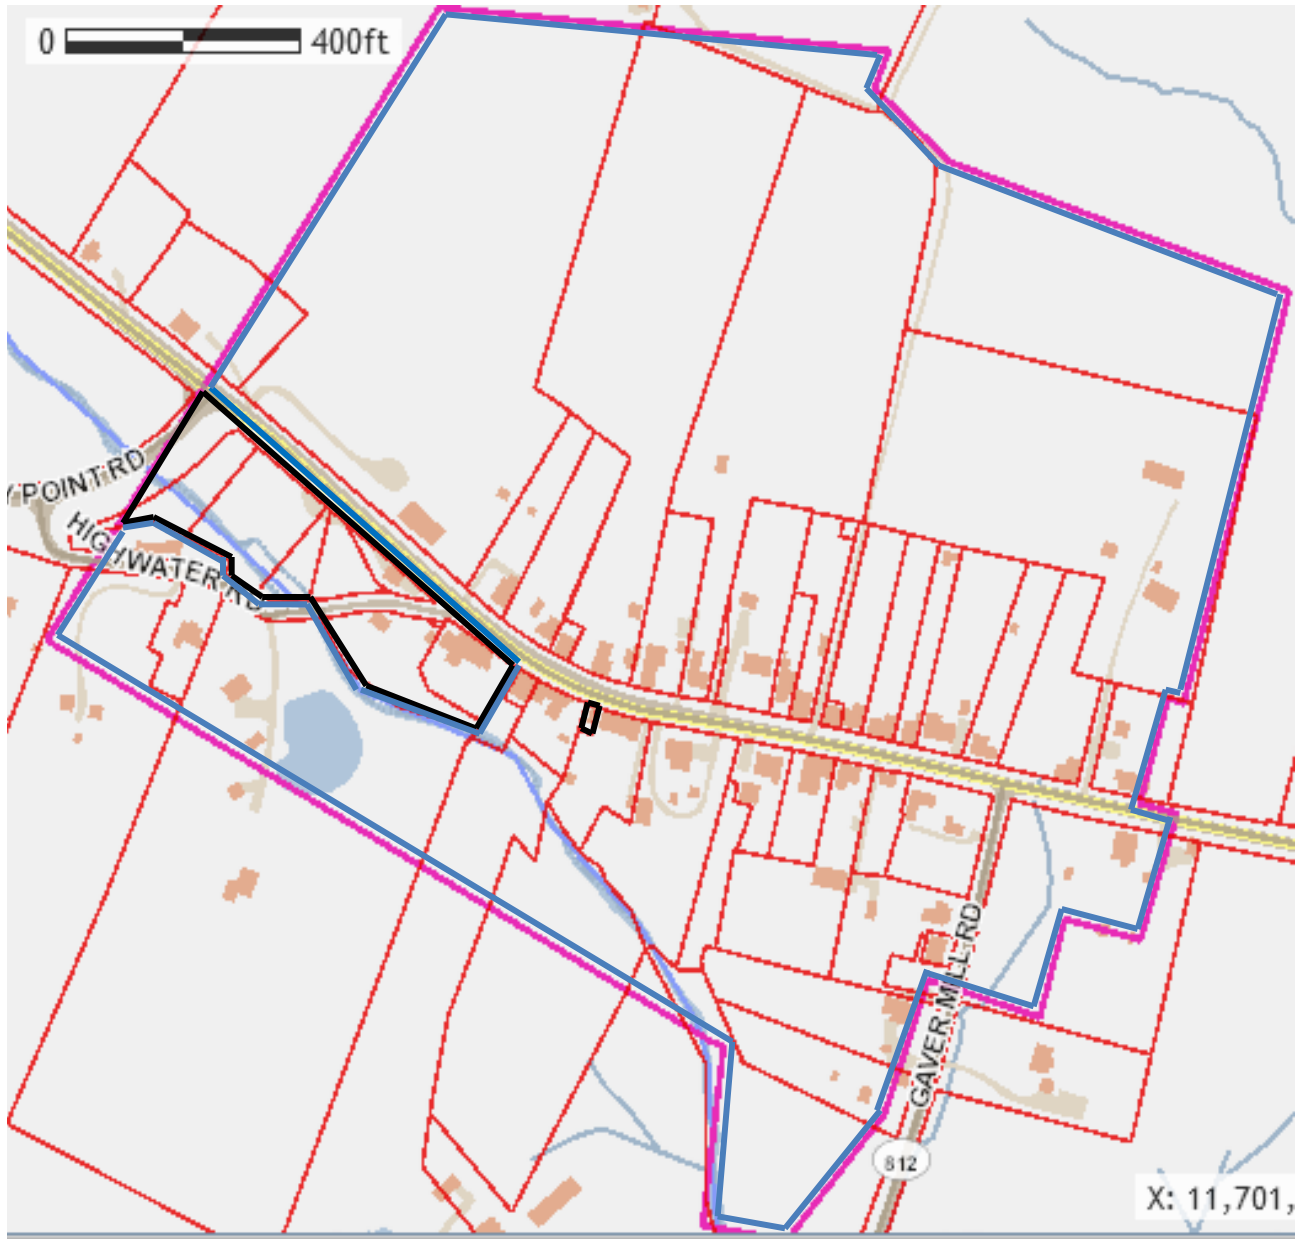 0 400ft
Y POINT RD
HIGHWATER RD
GAVER MILL RD
812
X: 11,701,